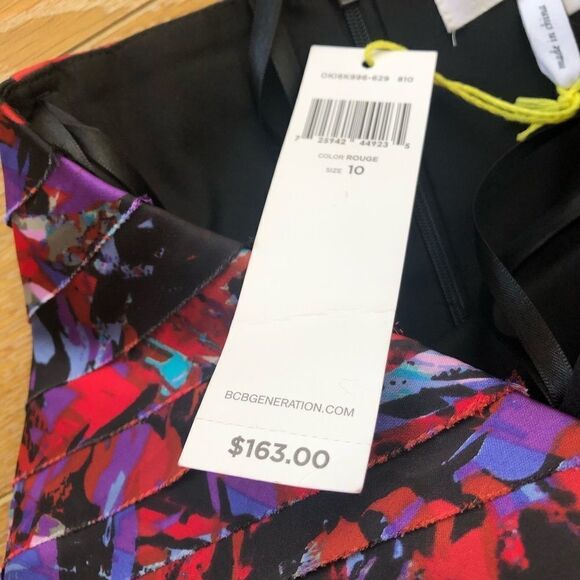 OKI6K996-629 810
7 25942 44923 5
COLOR ROUGE
SIZE 10
BCBGENERATION.COM
$163.00
made in china